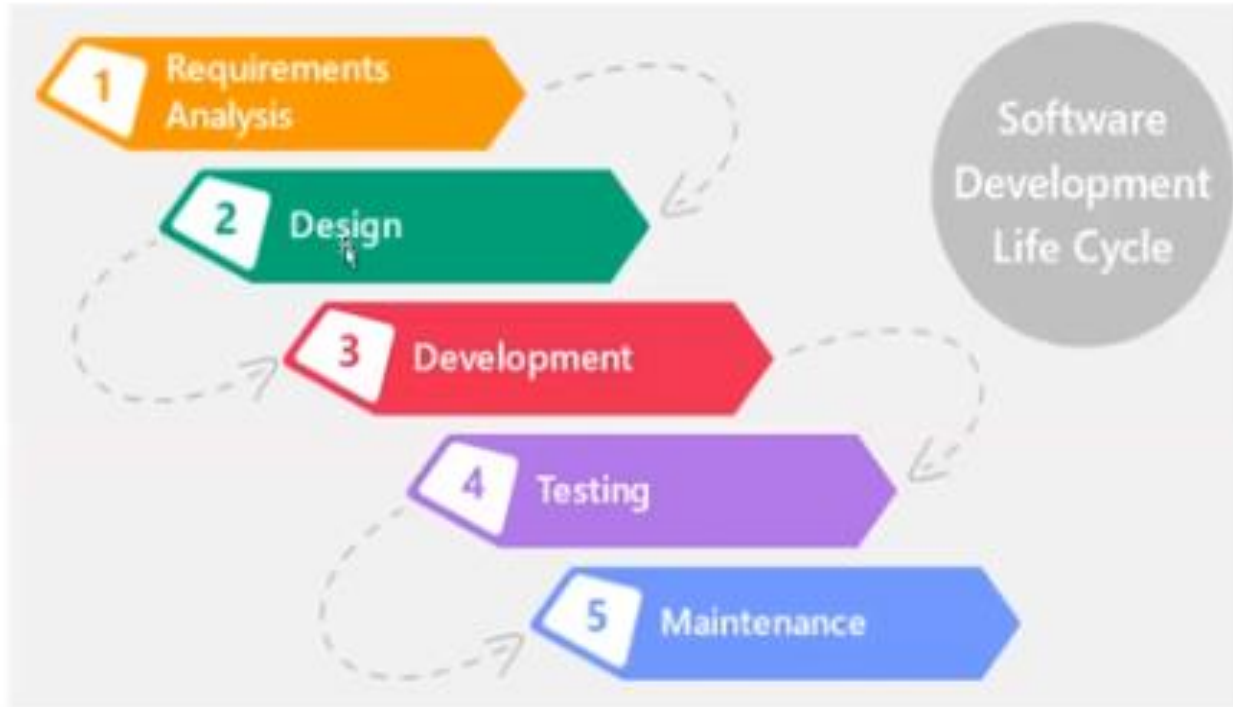 1
Requirements
Analysis
2
Design
3
Development
4
Testing
5
Maintenance
Software
Development
Life Cycle